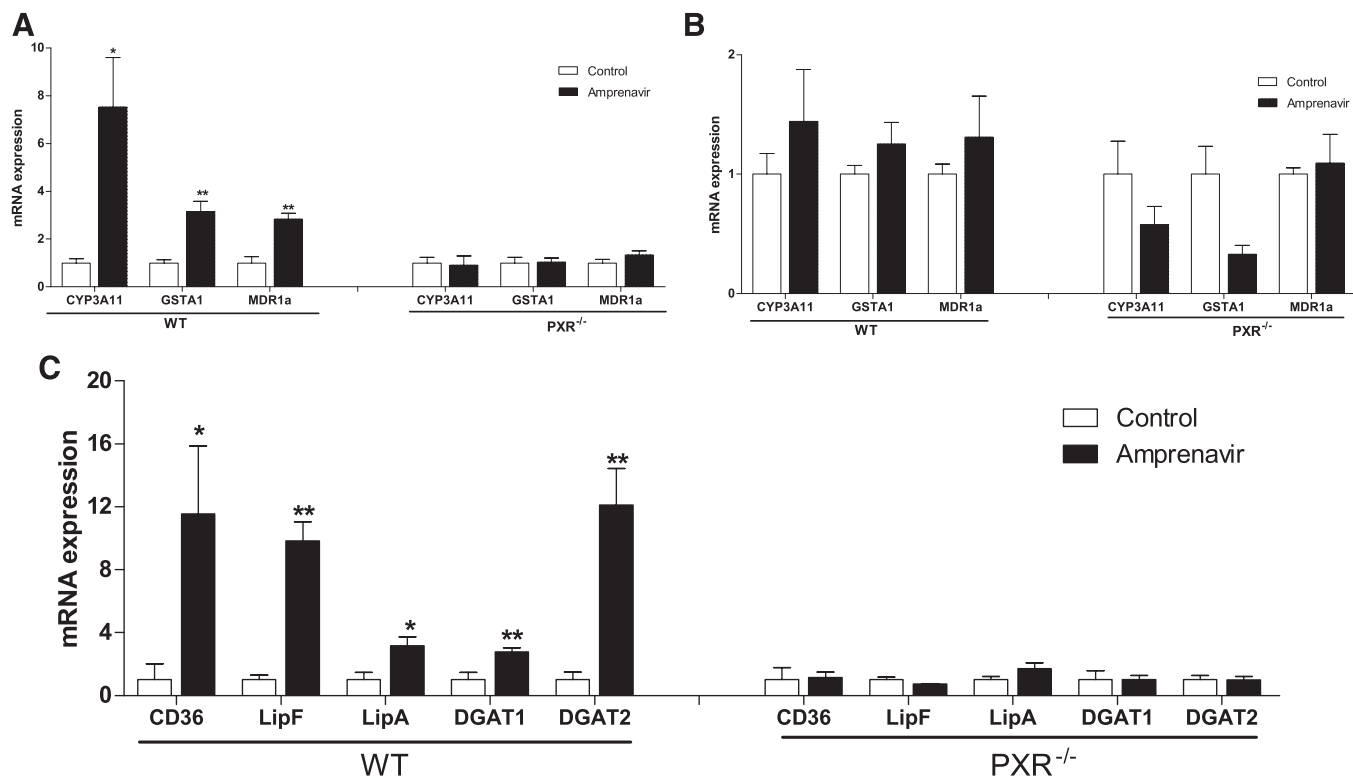 A
mRNA expression
10
8
6
4
2
0
*
**
**
Control
Amprenavir
CYP3A11 GSTA1 MDR1a CYP3A11 GSTA1 MDR1a
WT PXR-/-
B
mRNA expression
2
1
0
Control
Amprenavir
CYP3A11 GSTA1 MDR1a CYP3A11 GSTA1 MDR1a
WT PXR-/-
C
mRNA expression
20
16
12
8
4
0
*
**
*
**
**
Control
Amprenavir
CD36 LipF LipA DGAT1 DGAT2 CD36 LipF LipA DGAT1 DGAT2
WT PXR-/-